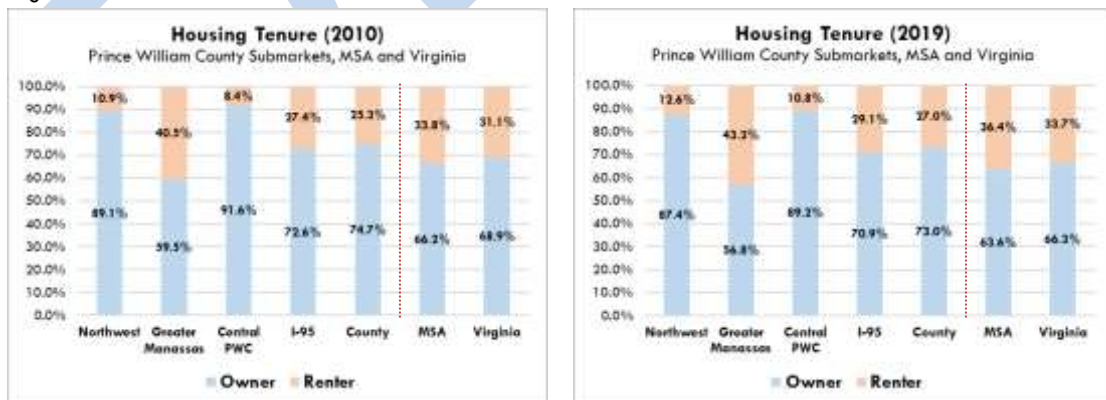 Housing Tenure (2010)
Prince William County Submarkets, MSA and Virginia
100.0%
90.0%
80.0%
70.0%
60.0%
50.0%
40.0%
30.0%
20.0%
10.0%
0.0%
10.9%
40.5%
8.4%
27.4%
25.3%
33.8%
31.1%
89.1%
59.5%
91.6%
72.6%
74.7%
66.2%
68.9%
Northwest
Greater
Manassas
Central
PWC
I-95
County
MSA
Virginia
Owner
Renter
Housing Tenure (2019)
Prince William County Submarkets, MSA and Virginia
100.0%
90.0%
80.0%
70.0%
60.0%
50.0%
40.0%
30.0%
20.0%
10.0%
0.0%
12.6%
43.2%
10.8%
29.1%
27.0%
36.4%
33.7%
87.4%
56.8%
89.2%
70.9%
73.0%
63.6%
66.3%
Northwest
Greater
Manassas
Central
PWC
I-95
County
MSA
Virginia
Owner
Renter